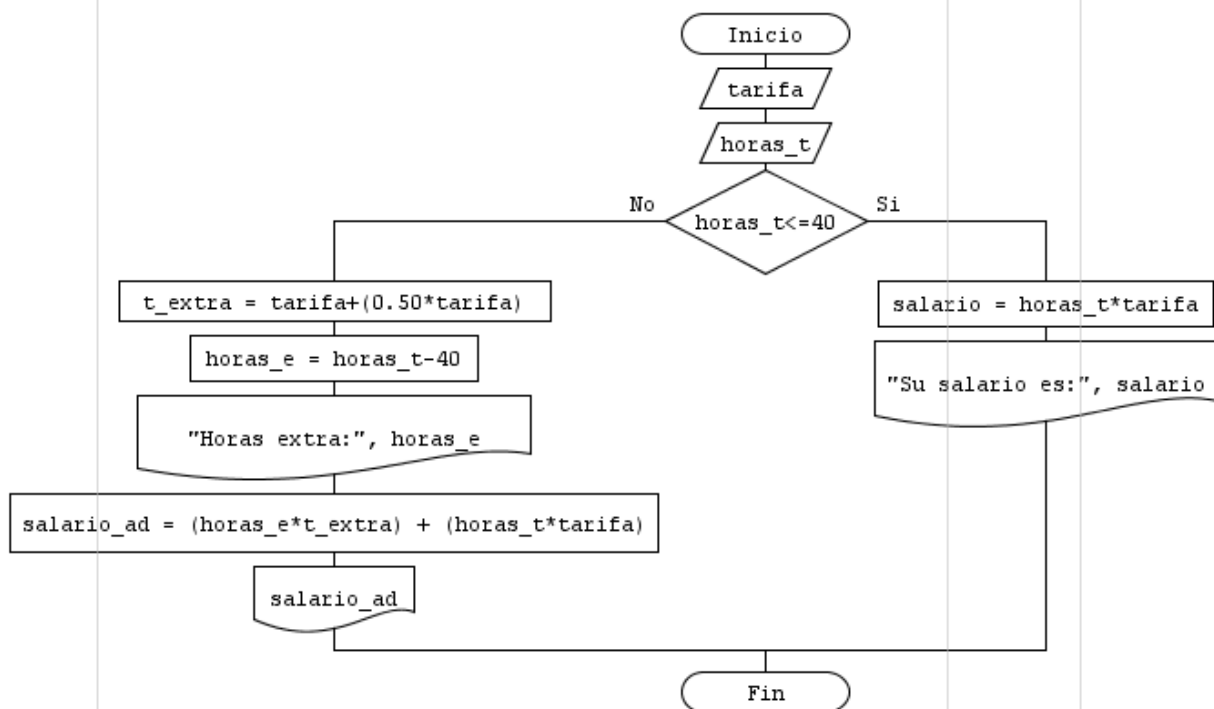 Inicio
tarifa
horas_t
No
Si
horas_t<=40
t_extra = tarifa+(0.50*tarifa)
salario = horas_t*tarifa
horas_e = horas_t-40
"Su salario es:", salario
"Horas extra:", horas_e
salario_ad = (horas_e*t_extra) + (horas_t*tarifa)
salario_ad
Fin